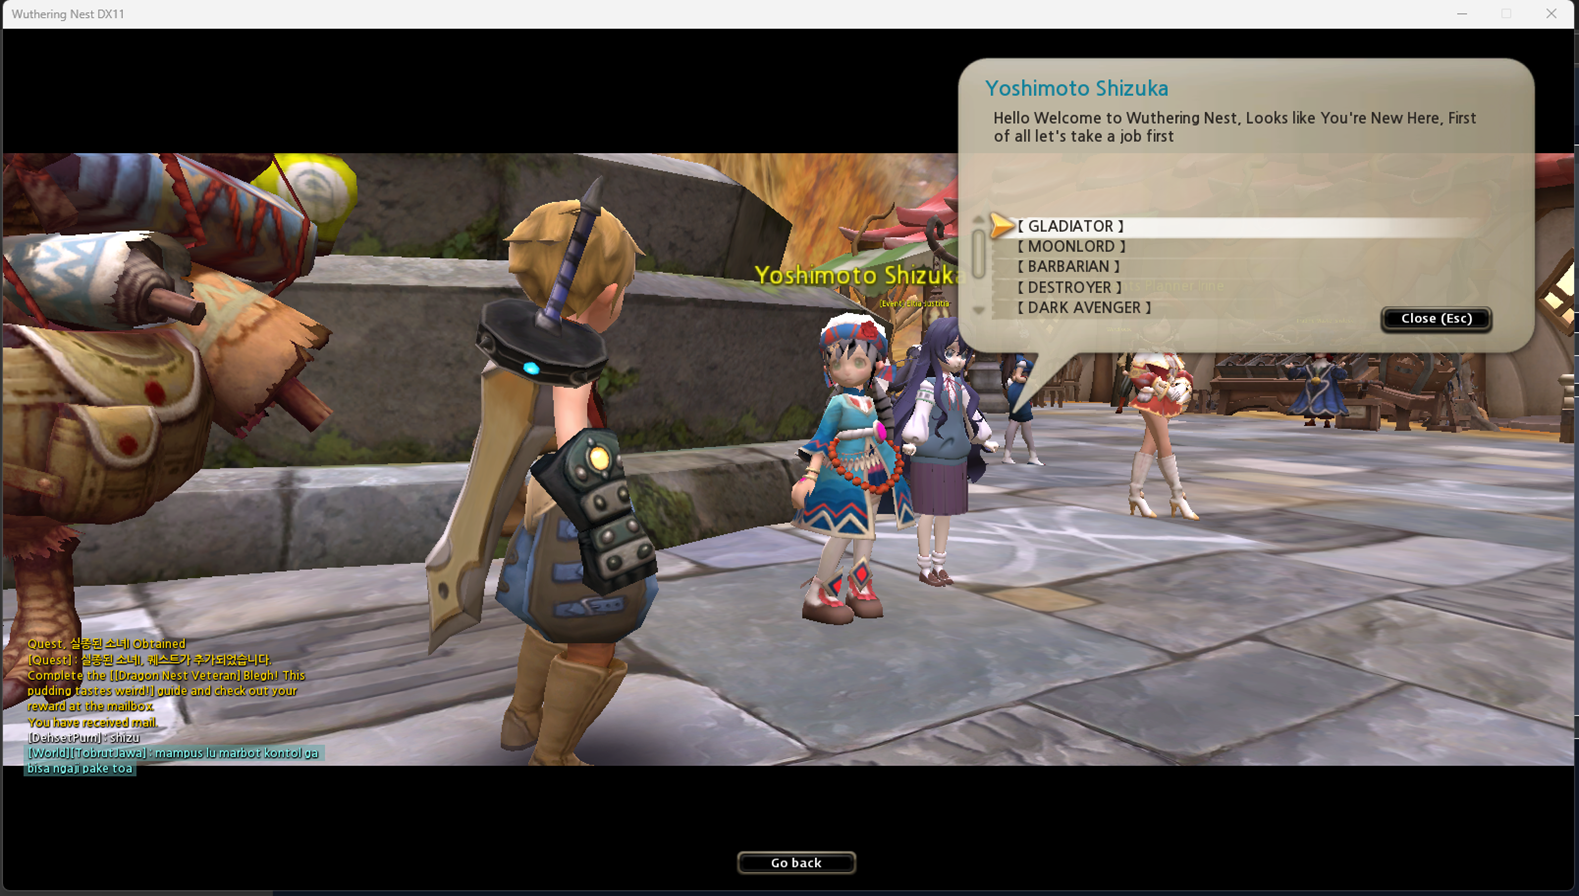 Wuthering Nest DX11
Yoshimoto Shizuka
Hello Welcome to Wuthering Nest, Looks like You're New Here, First
of all let's take a job first
【 GLADIATOR 】
【 MOONLORD 】
【 BARBARIAN 】
【 DESTROYER 】
【 DARK AVENGER 】
Close (Esc)
Yoshimoto Shizuka
Quest, 실종된 소녀! Obtained
[Quest] : 실종된 소녀!, 퀘스트가 추가되었습니다.
Complete the [[Dragon Nest Veteran] Blegh! This
pudding tastes weird!] guide and check out your
reward at the mailbox.
You have received mail.
[DehsetPum] : Shizu
[World][TobrutJawa] : mampus lu marbot kontol ga
bisa ngaji pake toa
Go back